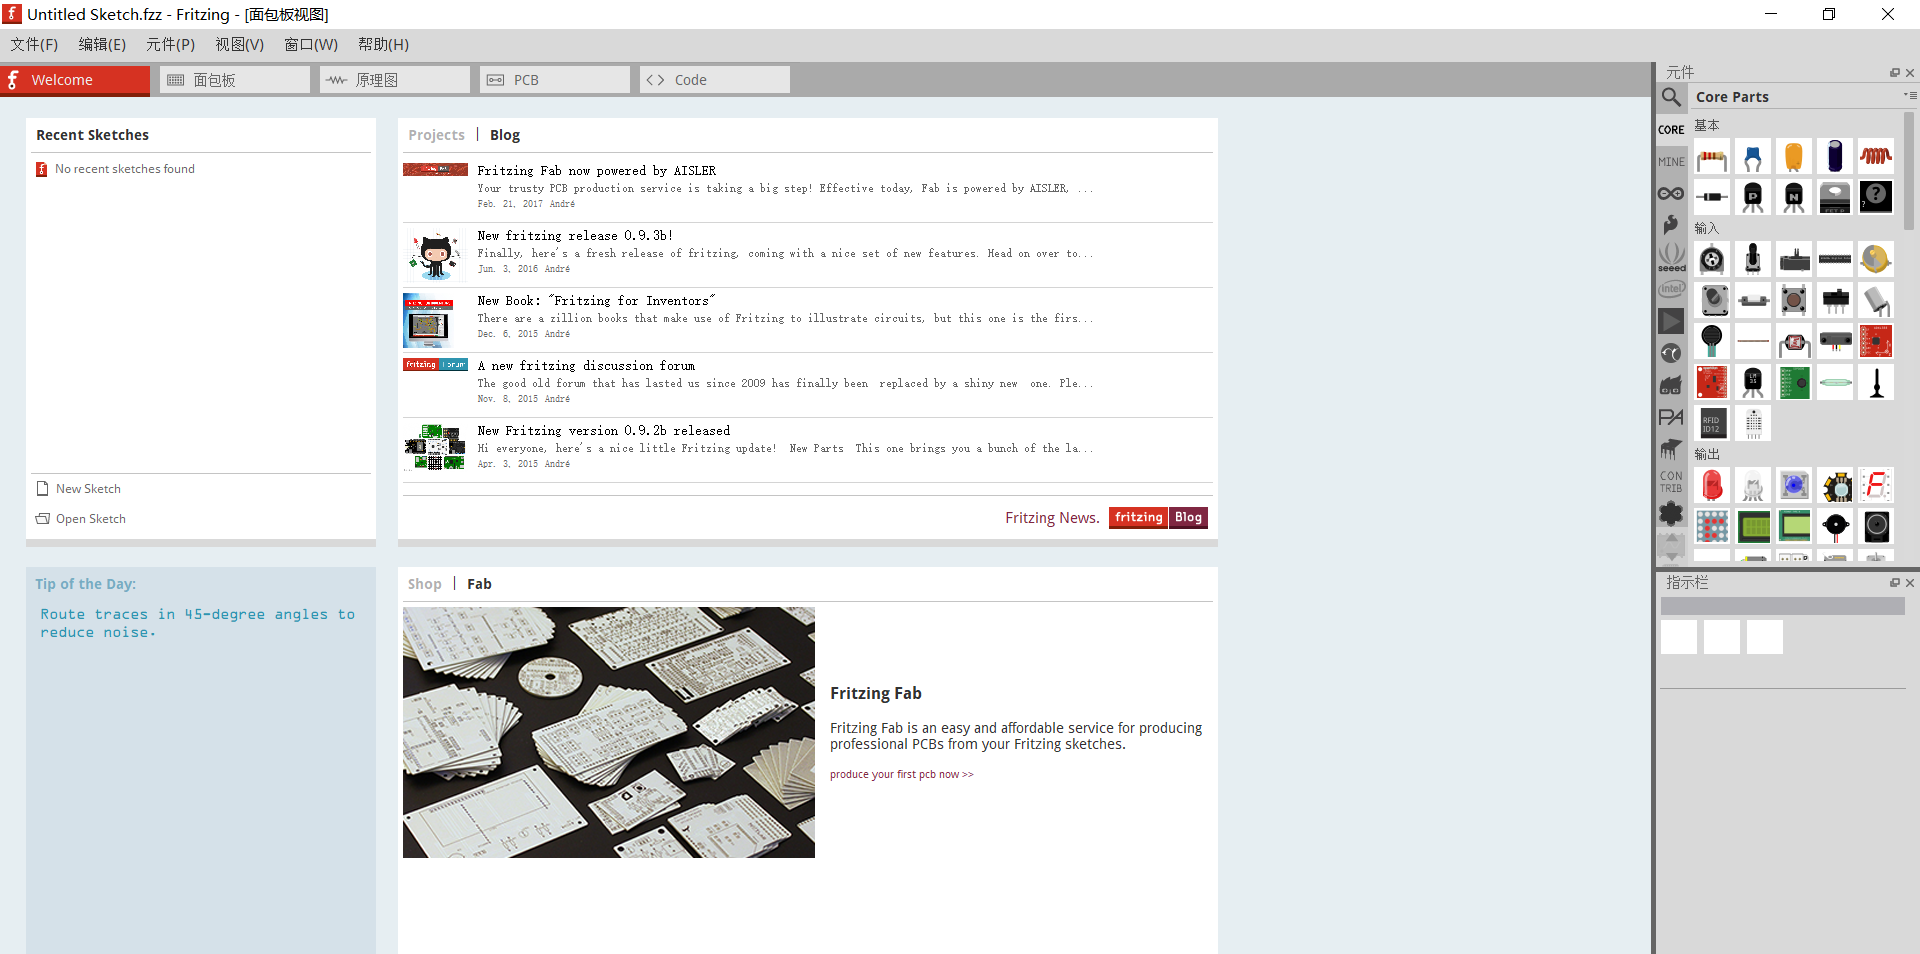 Untitled Sketch.fzz - Fritzing - [面包板视图]
文件(F) 编辑(E) 元件(P) 视图(V) 窗口(W) 帮助(H)
Welcome 面包板 原理图 PCB Code
Recent Sketches
No recent sketches found
New Sketch
Open Sketch
Projects | Blog
Fritzing Fab now powered by AISLER
Your trusty PCB production service is taking a big step! Effective today, Fab is powered by AISLER, ...
Feb. 21, 2017 André
New fritzing release 0.9.3b!
Finally, here's a fresh release of fritzing, coming with a nice set of new features. Head on over to...
Jun. 3, 2016 André
New Book: "Fritzing for Inventors"
There are a zillion books that make use of Fritzing to illustrate circuits, but this one is the firs...
Dec. 6, 2015 André
fritzing Forum
A new fritzing discussion forum
The good old forum that has lasted us since 2009 has finally been replaced by a shiny new one. Ple...
Nov. 8, 2015 André
New Fritzing version 0.9.2b released
Hi everyone, here's a nice little Fritzing update! New Parts This one brings you a bunch of the la...
Apr. 3, 2015 André
Fritzing News. fritzing Blog
Tip of the Day:
Route traces in 45-degree angles to
reduce noise.
Shop | Fab
Fritzing Fab
Fritzing Fab is an easy and affordable service for producing
professional PCBs from your Fritzing sketches.
produce your first pcb now >>
元件
Core Parts
CORE
MINE
seeed
intel
PA
CON
TRIB
基本
P
N
?
输入
LM
35
RFID
ID12
输出
指示栏